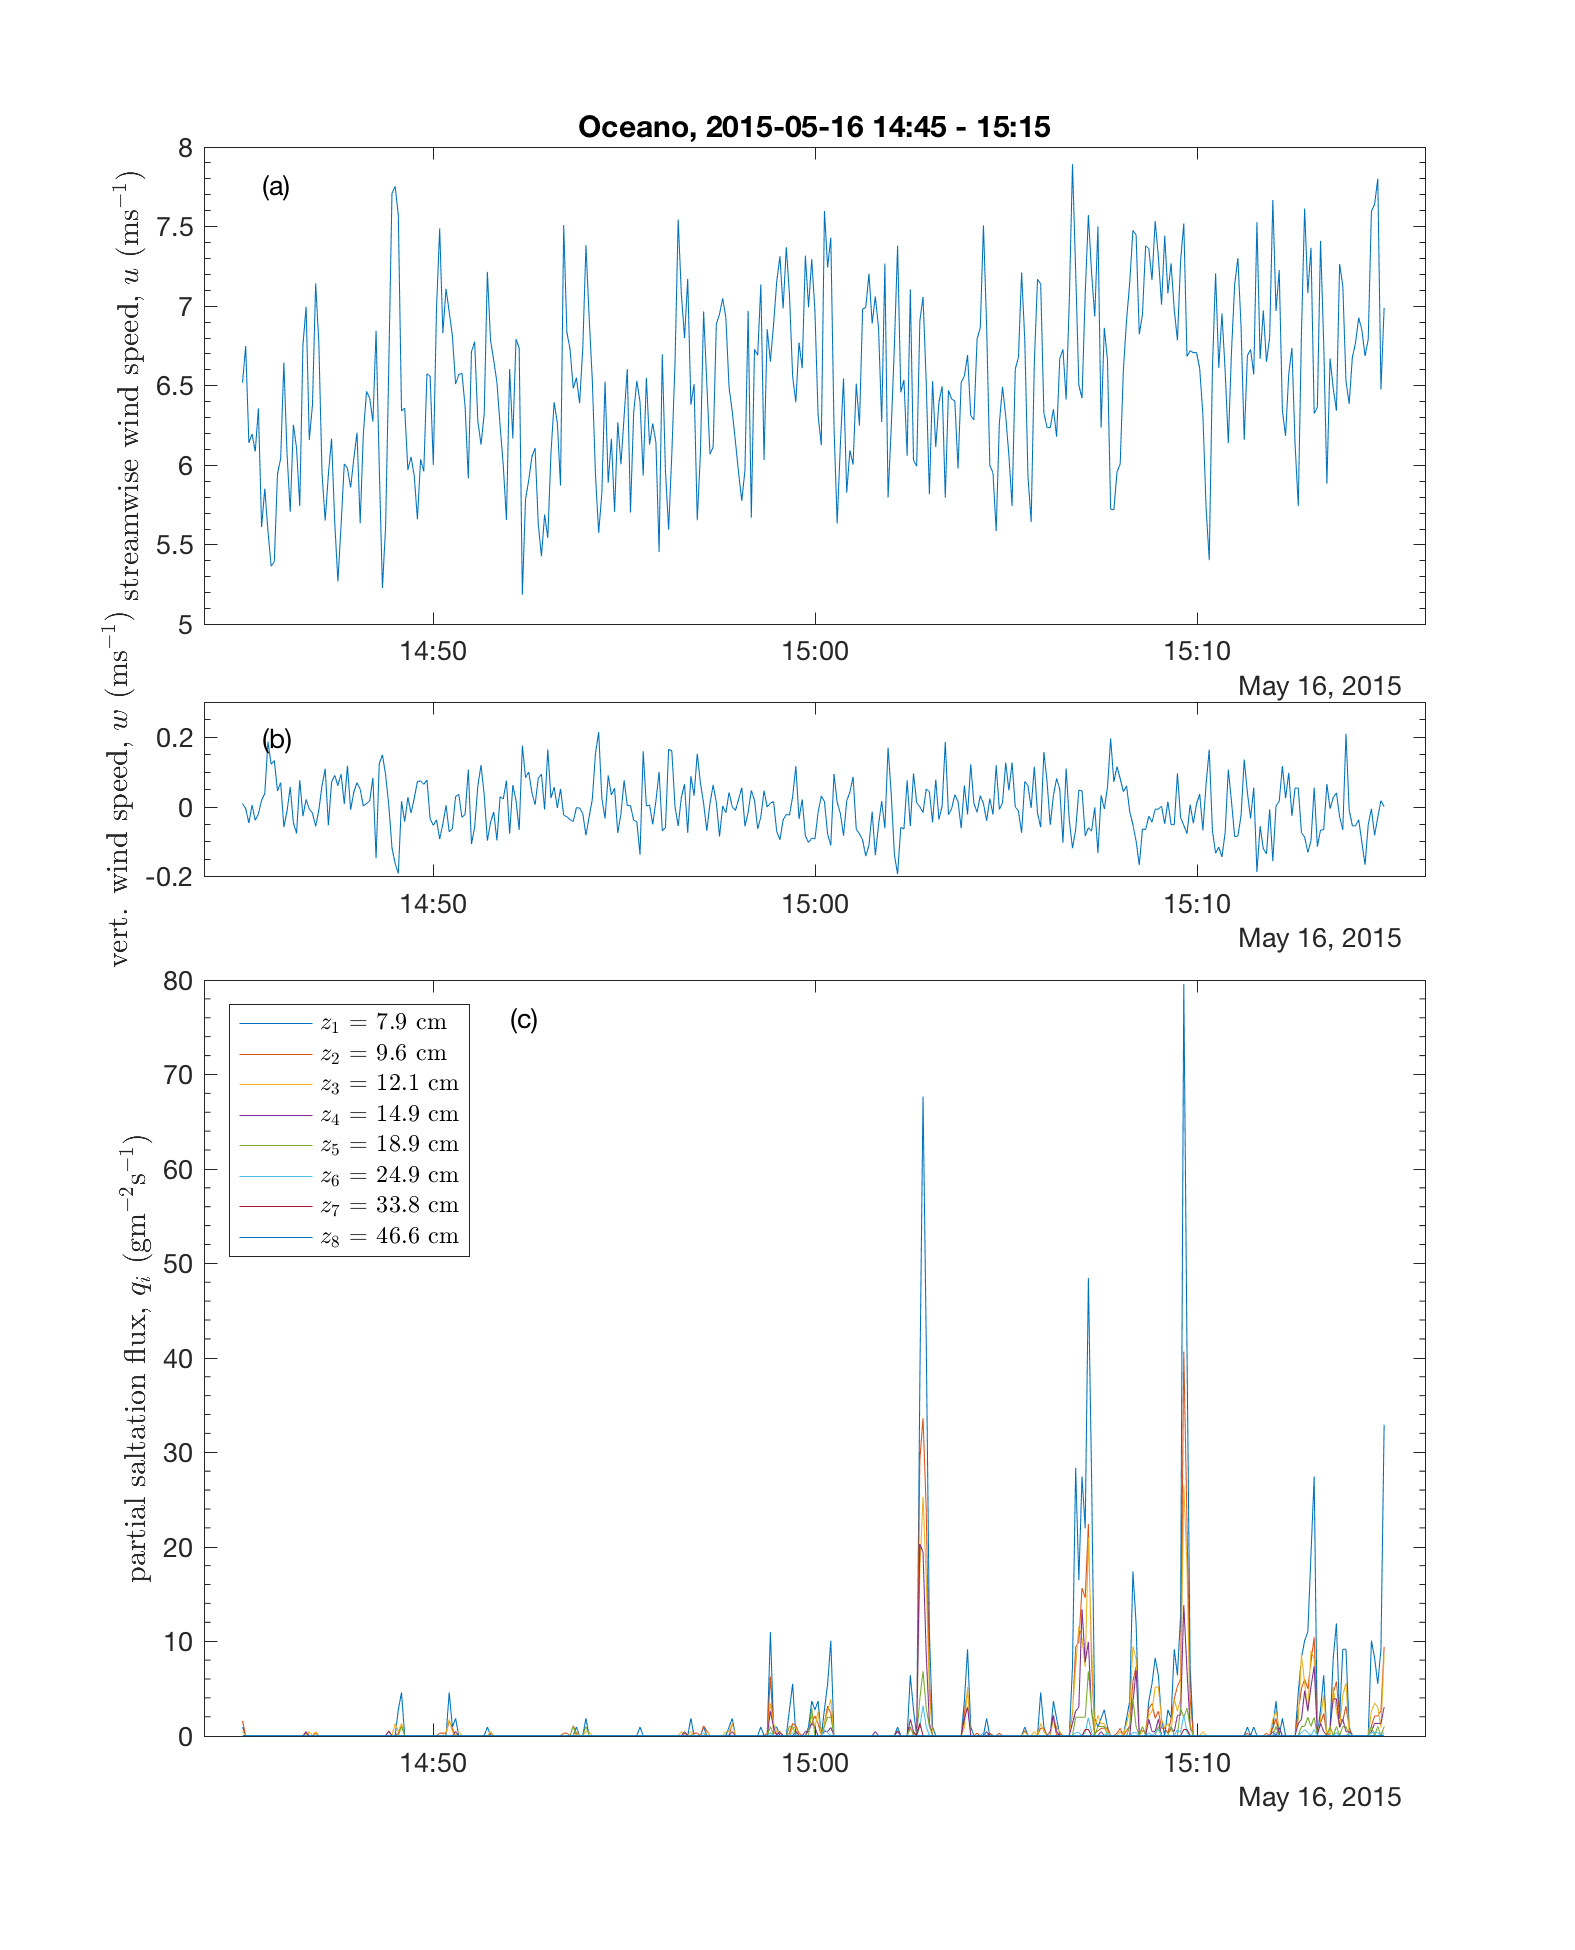 Oceano, 2015-05-16 14:45 - 15:15
(a)
streamwise wind speed, u (ms⁻¹)
8
7.5
7
6.5
6
5.5
5
14:50 15:00 15:10
May 16, 2015
(b)
vert. wind speed, w (ms⁻¹)
0.2
0
-0.2
14:50 15:00 15:10
May 16, 2015
(c)
partial saltation flux, qᵢ (gm⁻²s⁻¹)
80
70
60
50
40
30
20
10
0
z₁ = 7.9 cm
z₂ = 9.6 cm
z₃ = 12.1 cm
z₄ = 14.9 cm
z₅ = 18.9 cm
z₆ = 24.9 cm
z₇ = 33.8 cm
z₈ = 46.6 cm
14:50 15:00 15:10
May 16, 2015